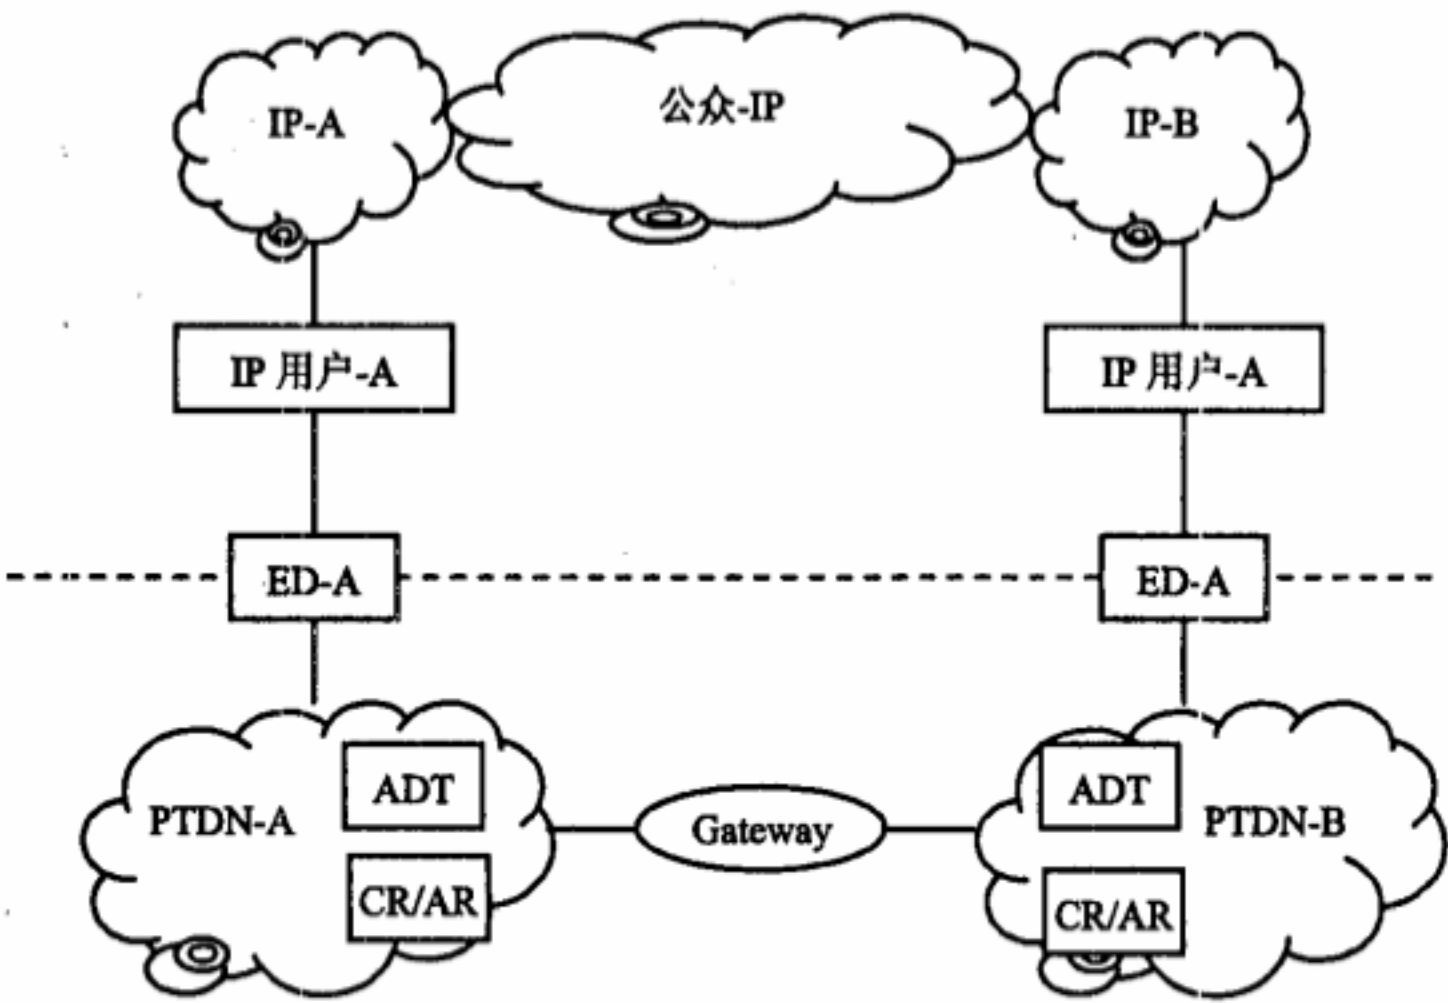 IP-A
公众-IP
IP-B
IP 用户-A
IP 用户-A
ED-A
ED-A
PTDN-A
ADT
CR/AR
Gateway
ADT
PTDN-B
CR/AR